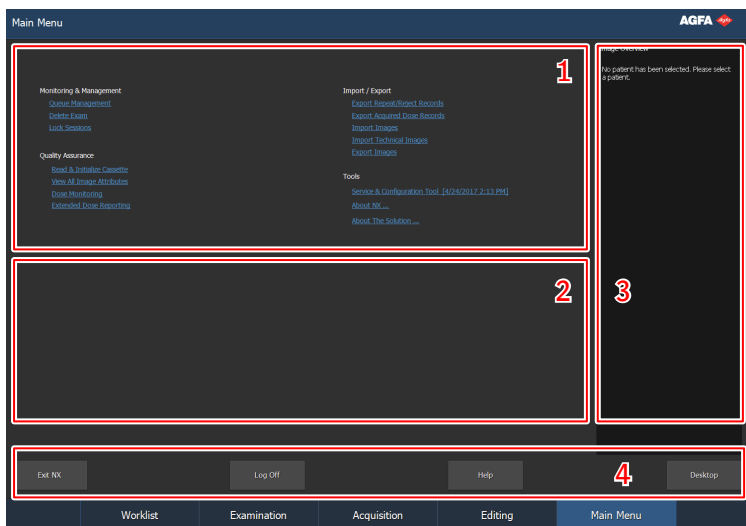 Main Menu
AGFA
1
Monitoring & Management
Queue Management
Delete Exam
Lock Sessions
Quality Assurance
Read & Initialize Cassette
View All Image Attributes
Dose Monitoring
Extended Dose Reporting
Import / Export
Export Repeat/Reject Records
Export Acquired Dose Records
Import Images
Import Technical Images
Export Images
Tools
Service & Configuration Tool [4/24/2017 2:13 PM]
About NX ...
About The Solution ...
Image Overview
No patient has been selected. Please select
a patient.
2
3
4
Exit NX
Log Off
Help
Desktop
Worklist
Examination
Acquisition
Editing
Main Menu